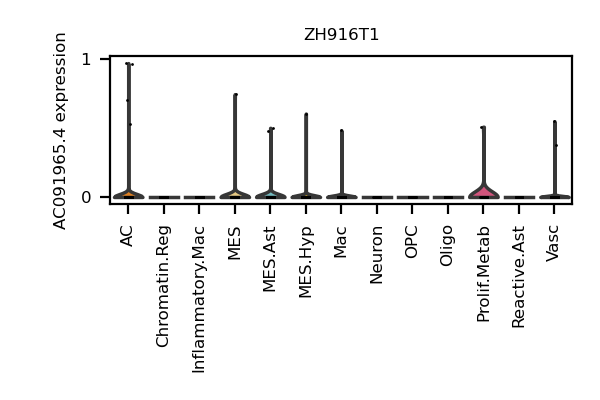 ZH916T1
AC091965.4 expression
1
0
AC
Chromatin.Reg
Inflammatory.Mac
MES
MES.Ast
MES.Hyp
Mac
Neuron
OPC
Oligo
Prolif.Metab
Reactive.Ast
Vasc